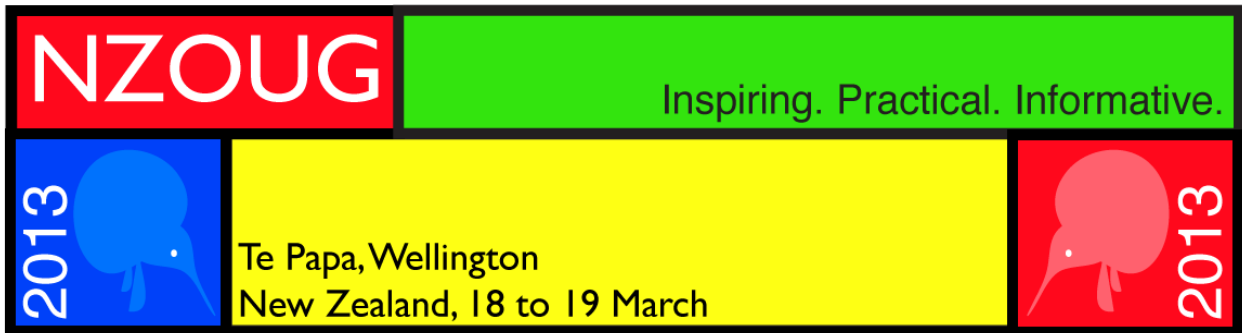 NZOUG
Inspiring. Practical. Informative.
2013
Te Papa, Wellington
New Zealand, 18 to 19 March
2013